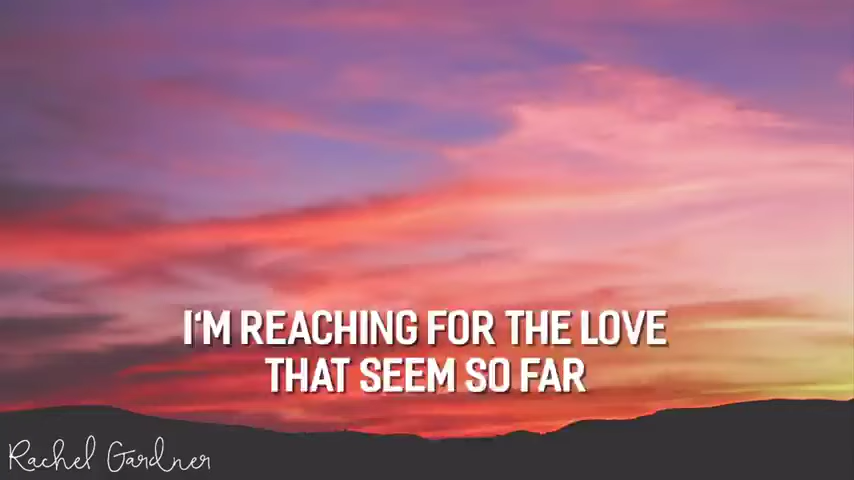 I'M REACHING FOR THE LOVE
THAT SEEM SO FAR
Rachel Gardner